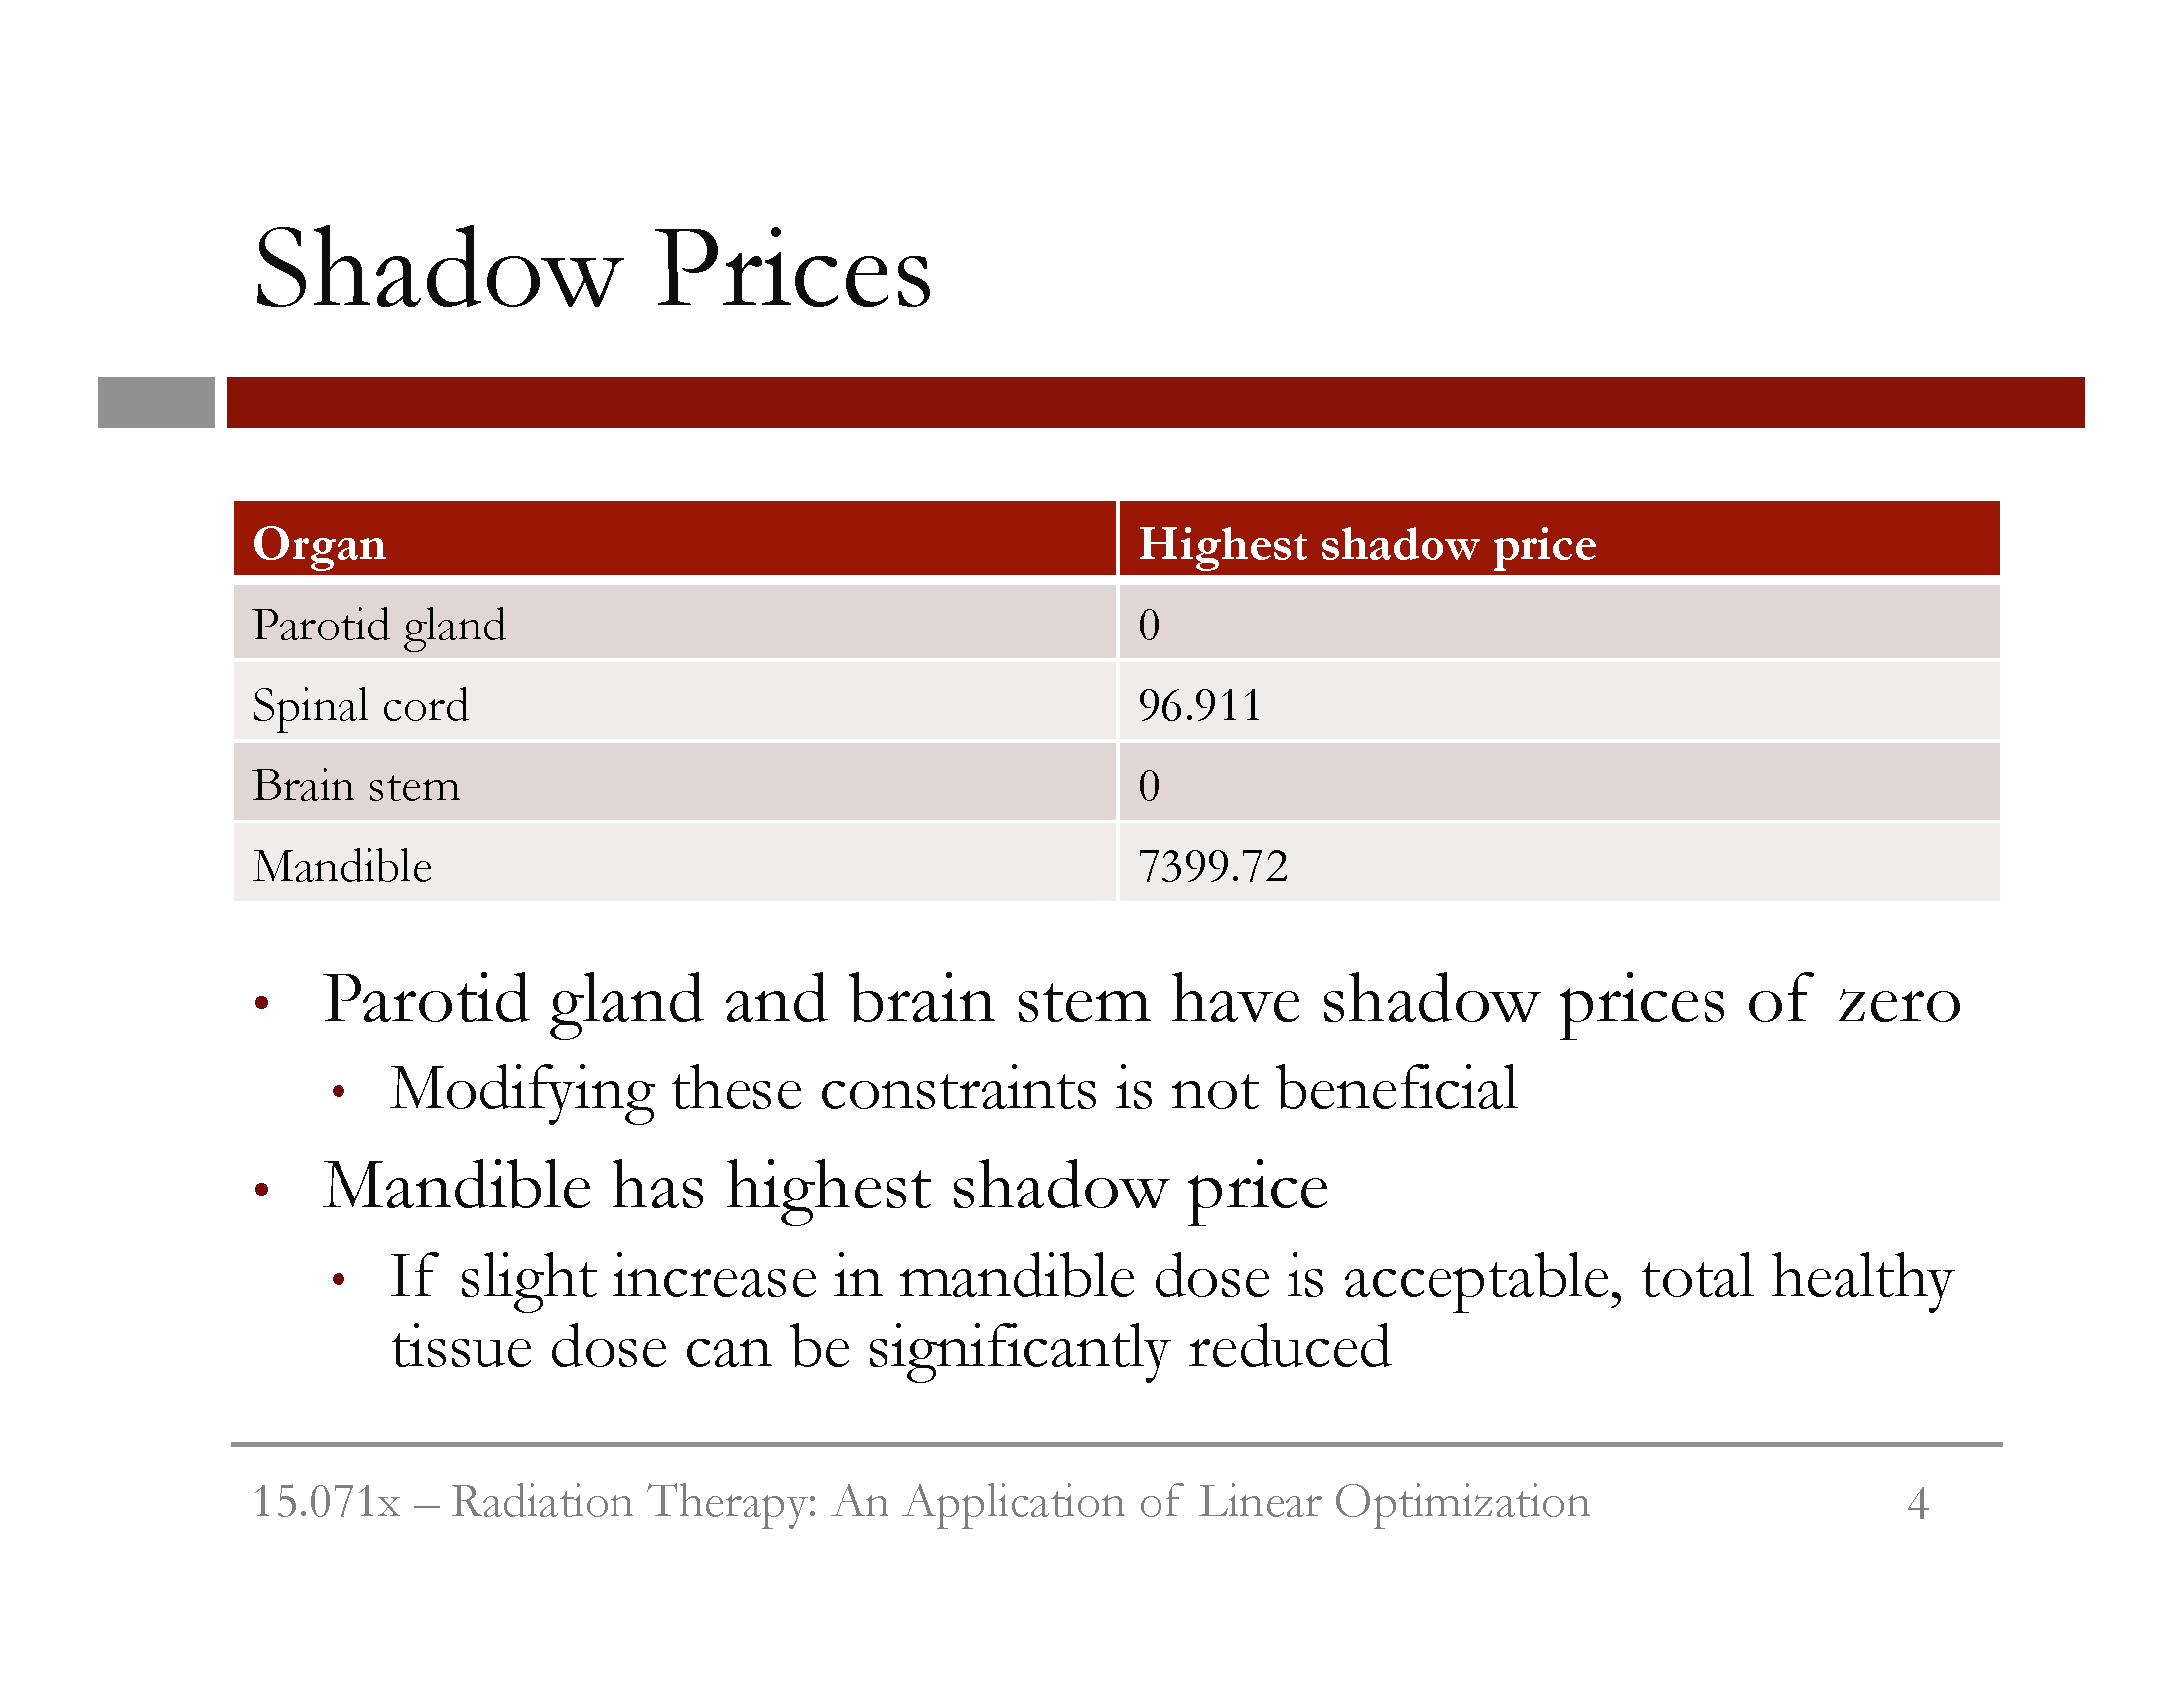 Shadow Prices
Organ Highest shadow price
Parotid gland 0
Spinal cord 96.911
Brain stem 0
Mandible 7399.72
• Parotid gland and brain stem have shadow prices of zero
• Modifying these constraints is not beneficial
• Mandible has highest shadow price
• If slight increase in mandible dose is acceptable, total healthy
tissue dose can be significantly reduced
15.071x – Radiation Therapy: An Application of Linear Optimization 4